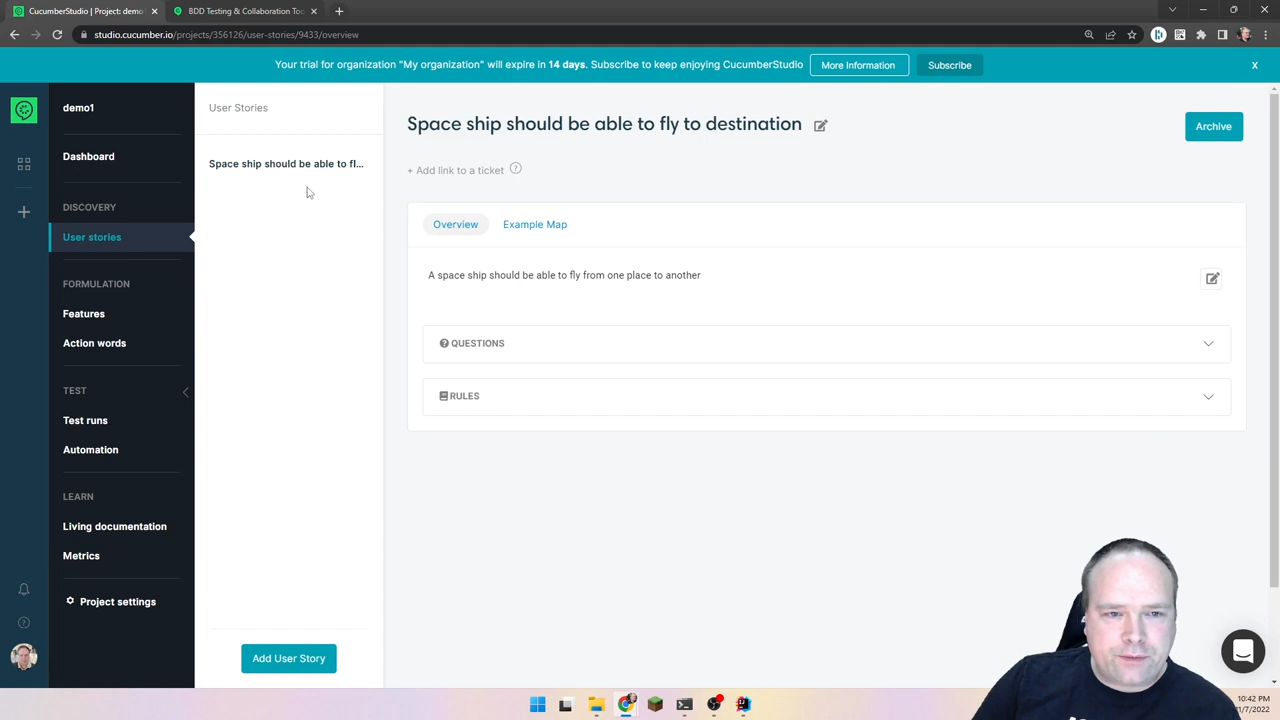 CucumberStudio | Project: demo
BDD Testing & Collaboration Too
studio.cucumber.io/projects/356126/user-stories/9433/overview
Your trial for organization "My organization" will expire in 14 days. Subscribe to keep enjoying CucumberStudio
More Information
Subscribe
X
demo1
Dashboard
DISCOVERY
User stories
FORMULATION
Features
Action words
TEST
Test runs
Automation
LEARN
Living documentation
Metrics
Project settings
User Stories
Space ship should be able to fl...
Add User Story
Space ship should be able to fly to destination
Archive
+ Add link to a ticket
Overview
Example Map
A space ship should be able to fly from one place to another
QUESTIONS
RULES
10:42 PM